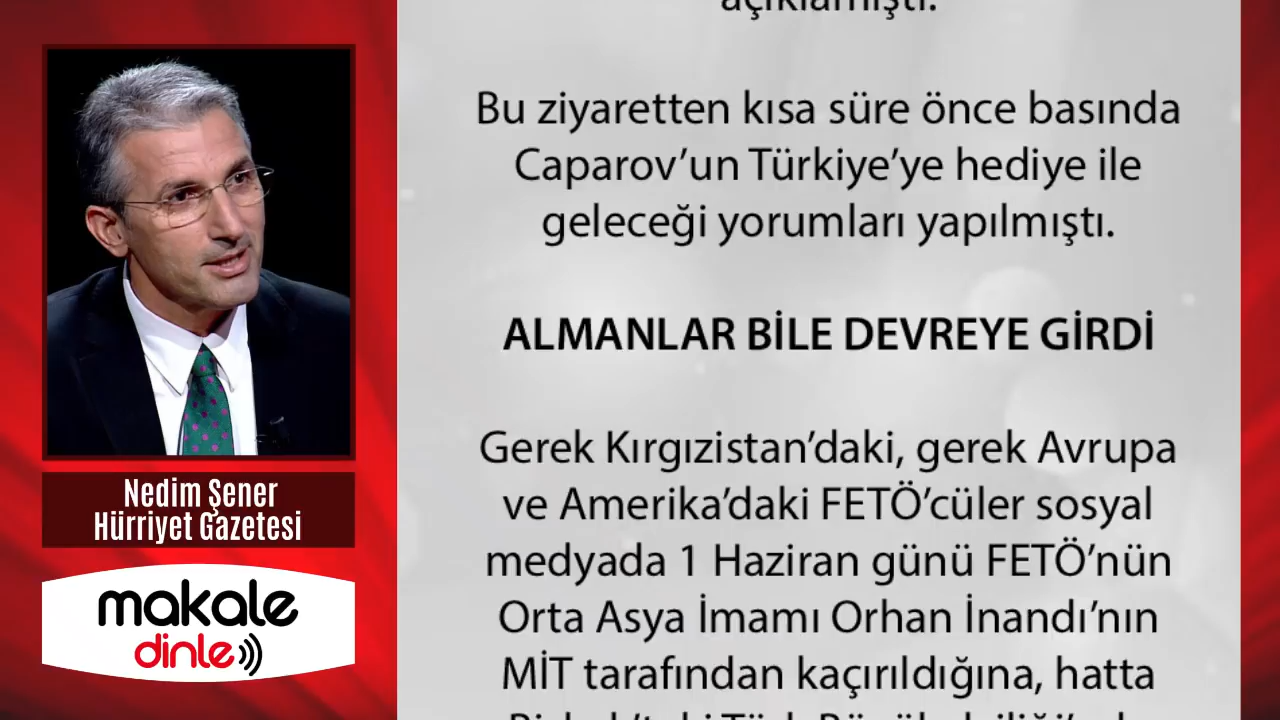 açıklamıştı.
Bu ziyaretten kısa süre önce basında
Caparov’un Türkiye’ye hediye ile
geleceği yorumları yapılmıştı.
ALMANLAR BİLE DEVREYE GİRDİ
Gerek Kırgızistan’daki, gerek Avrupa
ve Amerika’daki FETÖ’cüler sosyal
medyada 1 Haziran günü FETÖ’nün
Orta Asya İmamı Orhan İnandı’nın
MİT tarafından kaçırıldığına, hatta
Nedim Şener
Hürriyet Gazetesi
makale
dinle